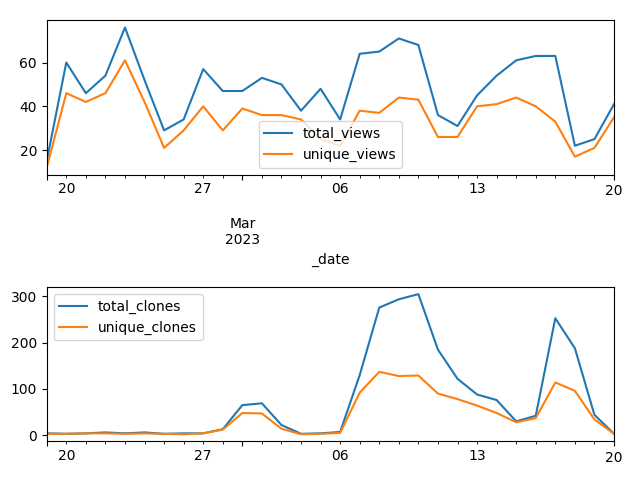 60
40
20
total_views
unique_views
20 27 06 13 20
Mar
2023
_date
300
200
100
0
total_clones
unique_clones
20 27 06 13 20